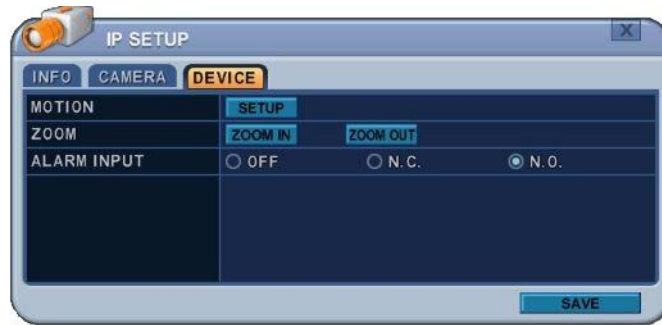 IP SETUP X
INFO CAMERA DEVICE
MOTION SETUP
ZOOM ZOOM IN ZOOM OUT
ALARM INPUT OFF N.C. N.O.
SAVE